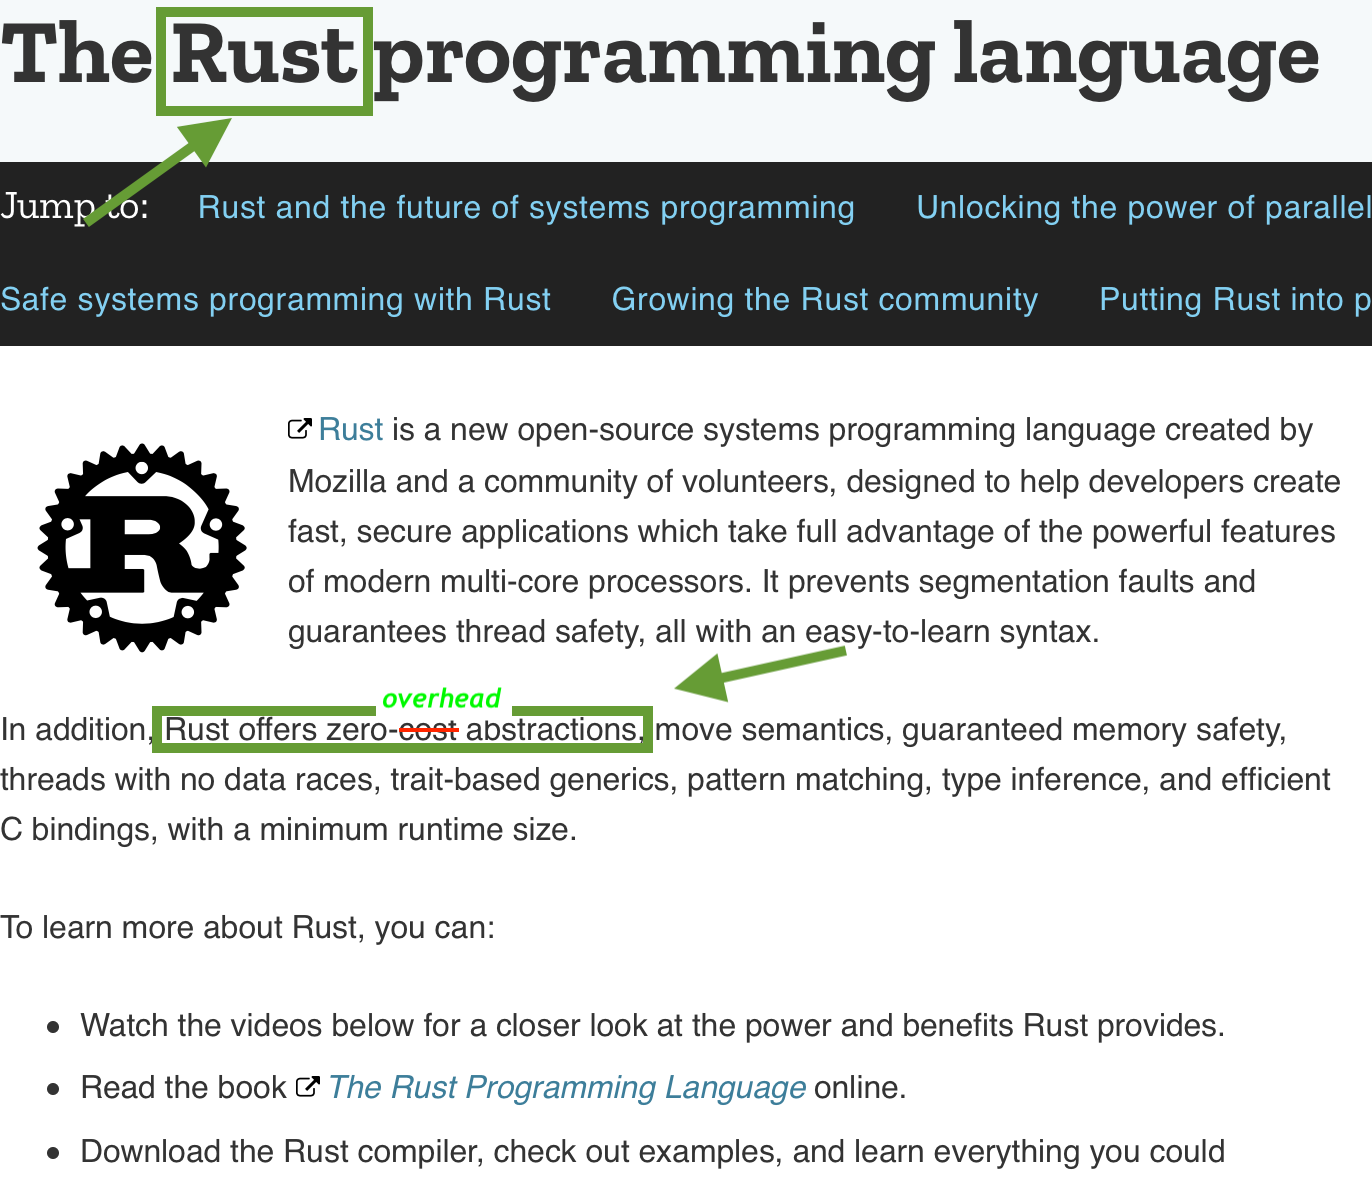 The Rust programming language
Jump to: Rust and the future of systems programming Unlocking the power of parallel
Safe systems programming with Rust Growing the Rust community Putting Rust into p
Rust is a new open-source systems programming language created by
Mozilla and a community of volunteers, designed to help developers create
fast, secure applications which take full advantage of the powerful features
of modern multi-core processors. It prevents segmentation faults and
guarantees thread safety, all with an easy-to-learn syntax.
R
overhead
In addition, Rust offers zero-cost abstractions, move semantics, guaranteed memory safety,
threads with no data races, trait-based generics, pattern matching, type inference, and efficient
C bindings, with a minimum runtime size.
To learn more about Rust, you can:
• Watch the videos below for a closer look at the power and benefits Rust provides.
• Read the book The Rust Programming Language online.
• Download the Rust compiler, check out examples, and learn everything you could